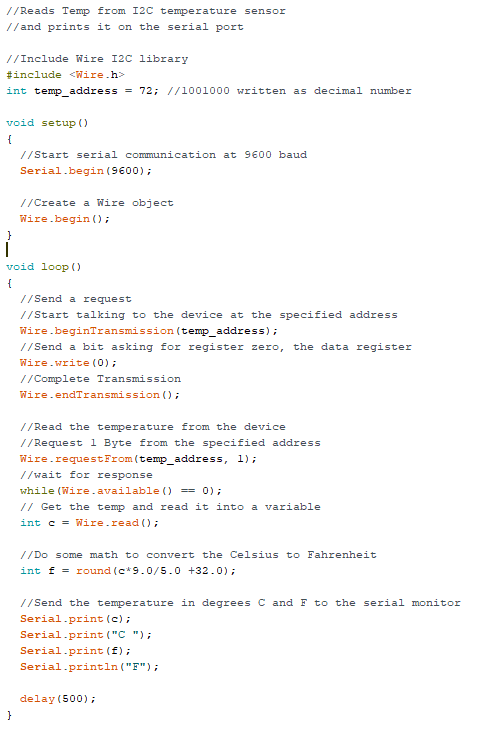 //Reads Temp from I2C temperature sensor
//and prints it on the serial port

//Include Wire I2C library
#include <Wire.h>
int temp_address = 72; //1001000 written as decimal number

void setup()
{
  //Start serial communication at 9600 baud
  Serial.begin(9600);

  //Create a Wire object
  Wire.begin();
}

void loop()
{
  //Send a request
  //Start talking to the device at the specified address
  Wire.beginTransmission(temp_address);
  //Send a bit asking for register zero, the data register
  Wire.write(0);
  //Complete Transmission
  Wire.endTransmission();

  //Read the temperature from the device
  //Request 1 Byte from the specified address
  Wire.requestFrom(temp_address, 1);
  //wait for response
  while(Wire.available() == 0);
  // Get the temp and read it into a variable
  int c = Wire.read();

  //Do some math to convert the Celsius to Fahrenheit
  int f = round(c*9.0/5.0 +32.0);

  //Send the temperature in degrees C and F to the serial monitor
  Serial.print(c);
  Serial.print("C ");
  Serial.print(f);
  Serial.println("F");

  delay(500);
}